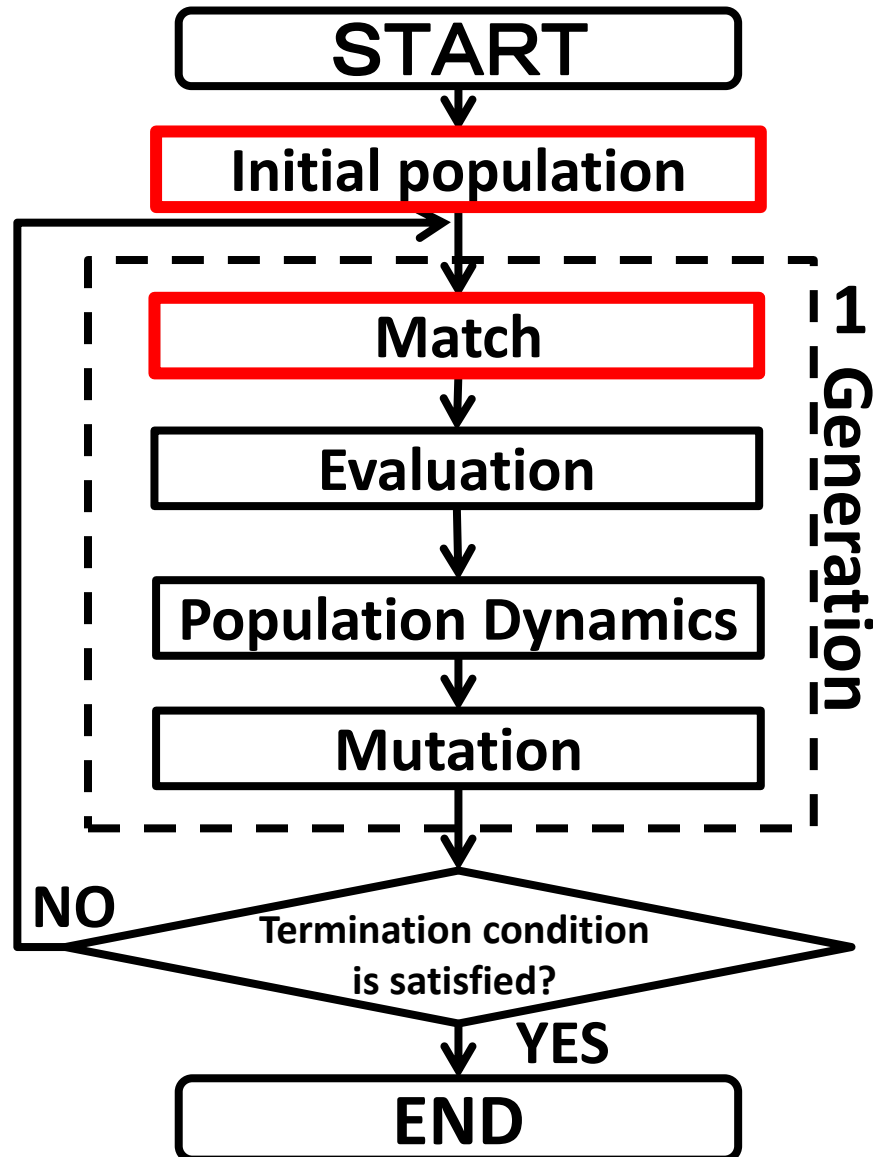 START
Initial population
Match
1 Generation
Evaluation
Population Dynamics
Mutation
NO
Termination condition
is satisfied?
YES
END